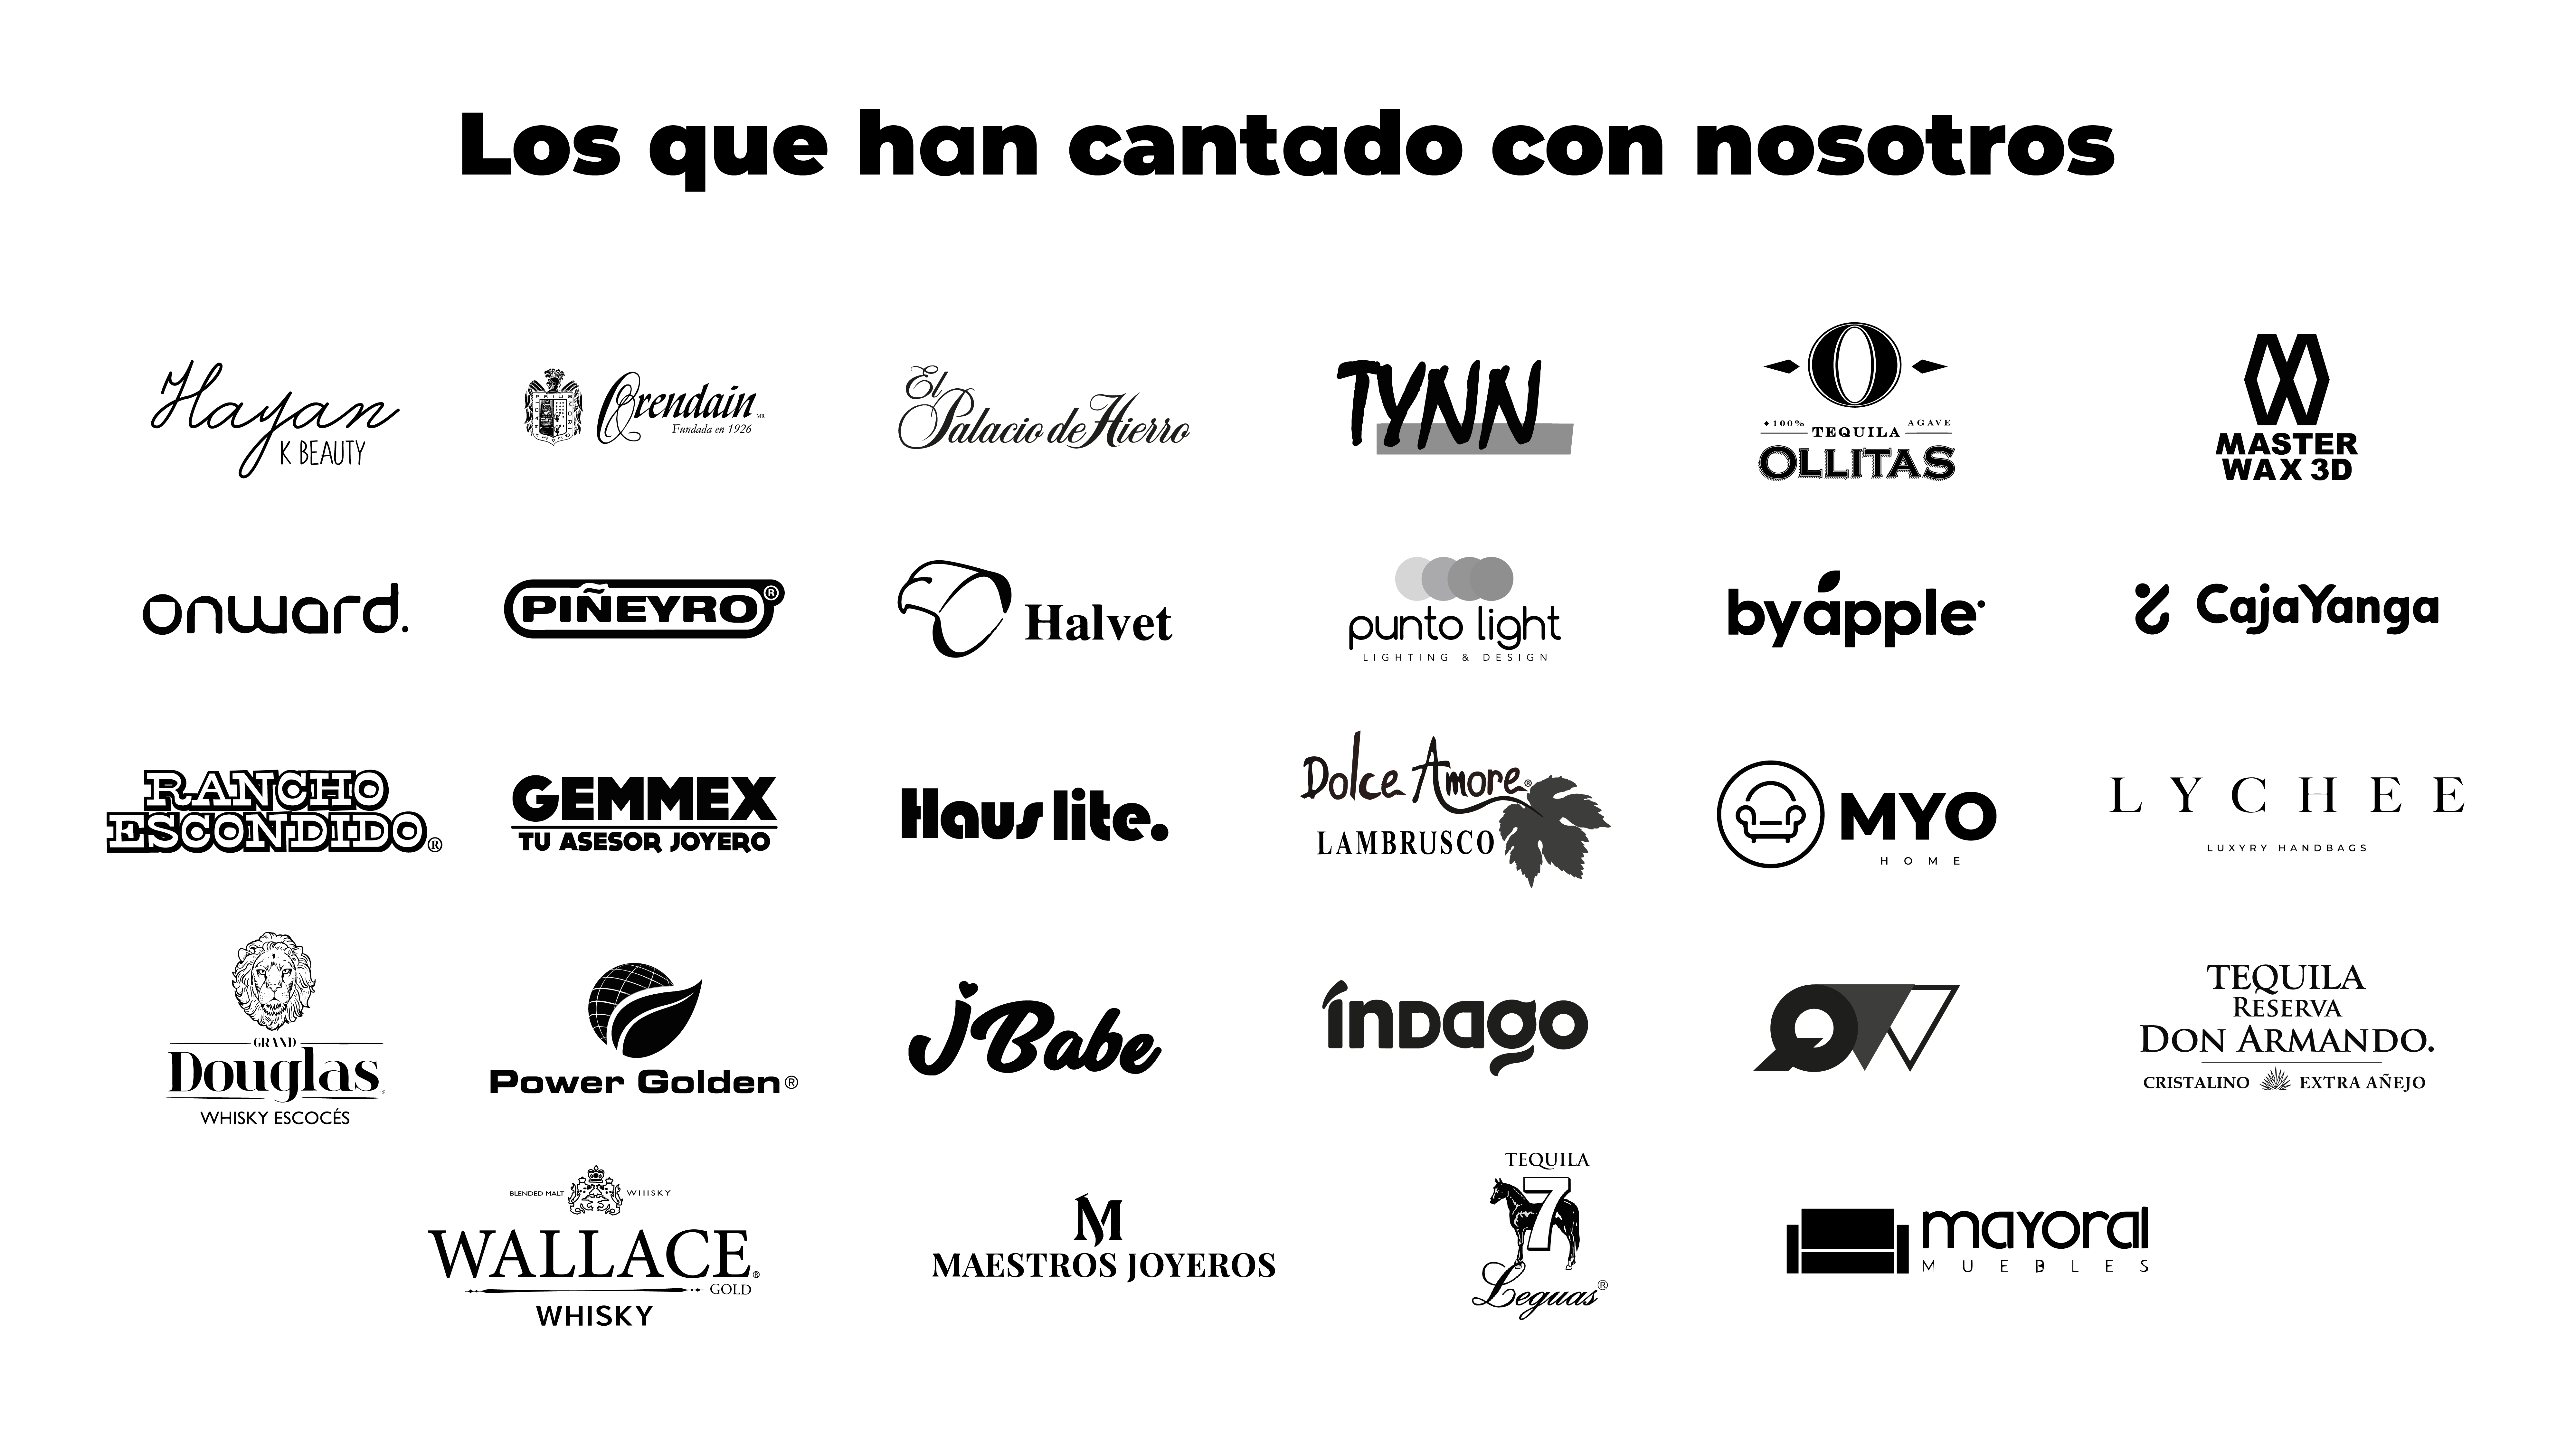 Los que han cantado con nosotros
Hayan
K BEAUTY
Orendain MR
Fundada en 1926
El
Palacio de Hierro
TYNN
O
100% AGAVE
TEQUILA
OLLITAS
MASTER
WAX 3D
onward.
PIÑEYRO®
Halvet
punto light
LIGHTING & DESIGN
byapple
CajaYanga
RANCHO
ESCONDIDO®
GEMMEX
TU ASESOR JOYERO
Haus lite.
Dolce Amore®
LAMBRUSCO
MYO
HOME
LYCHEE
LUXYRY HANDBAGS
GRAND
Douglas
WHISKY ESCOCÉS
Power Golden®
j Babe
índago
TEQUILA
RESERVA
DON ARMANDO.
CRISTALINO EXTRA AÑEJO
BLENDED MALT WHISKY
WALLACE®
GOLD
WHISKY
M
MAESTROS JOYEROS
TEQUILA
7
Leguas®
mayoral
MUEBLES